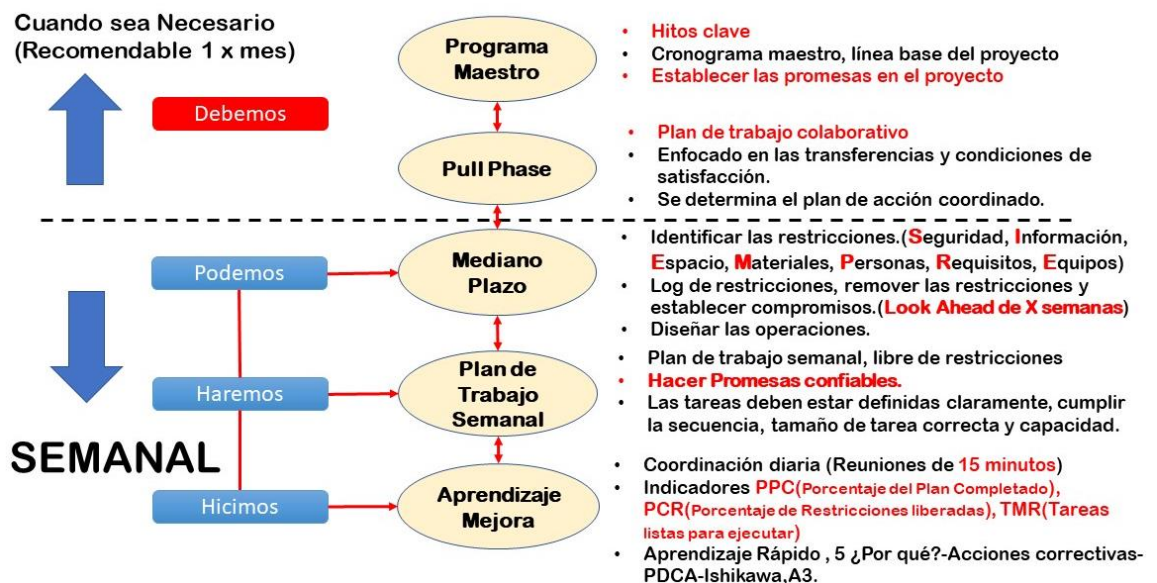 Cuando sea Necesario
(Recomendable 1 x mes)
Debemos
Programa
Maestro
• Hitos clave
• Cronograma maestro, línea base del proyecto
• Establecer las promesas en el proyecto
Pull Phase
• Plan de trabajo colaborativo
• Enfocado en las transferencias y condiciones de
satisfacción.
• Se determina el plan de acción coordinado.
Podemos
Mediano
Plazo
• Identificar las restricciones.(Seguridad, Información,
Espacio, Materiales, Personas, Requisitos, Equipos)
• Log de restricciones, remover las restricciones y
establecer compromisos.(Look Ahead de X semanas)
• Diseñar las operaciones.
Haremos
Plan de
Trabajo
Semanal
• Plan de trabajo semanal, libre de restricciones
• Hacer Promesas confiables.
• Las tareas deben estar definidas claramente, cumplir
la secuencia, tamaño de tarea correcta y capacidad.
SEMANAL
Hicimos
Aprendizaje
Mejora
• Coordinación diaria (Reuniones de 15 minutos)
• Indicadores PPC(Porcentaje del Plan Completado),
PCR(Porcentaje de Restricciones liberadas), TMR(Tareas
listas para ejecutar)
• Aprendizaje Rápido , 5 ¿Por qué?-Acciones correctivas-
PDCA-Ishikawa,A3.